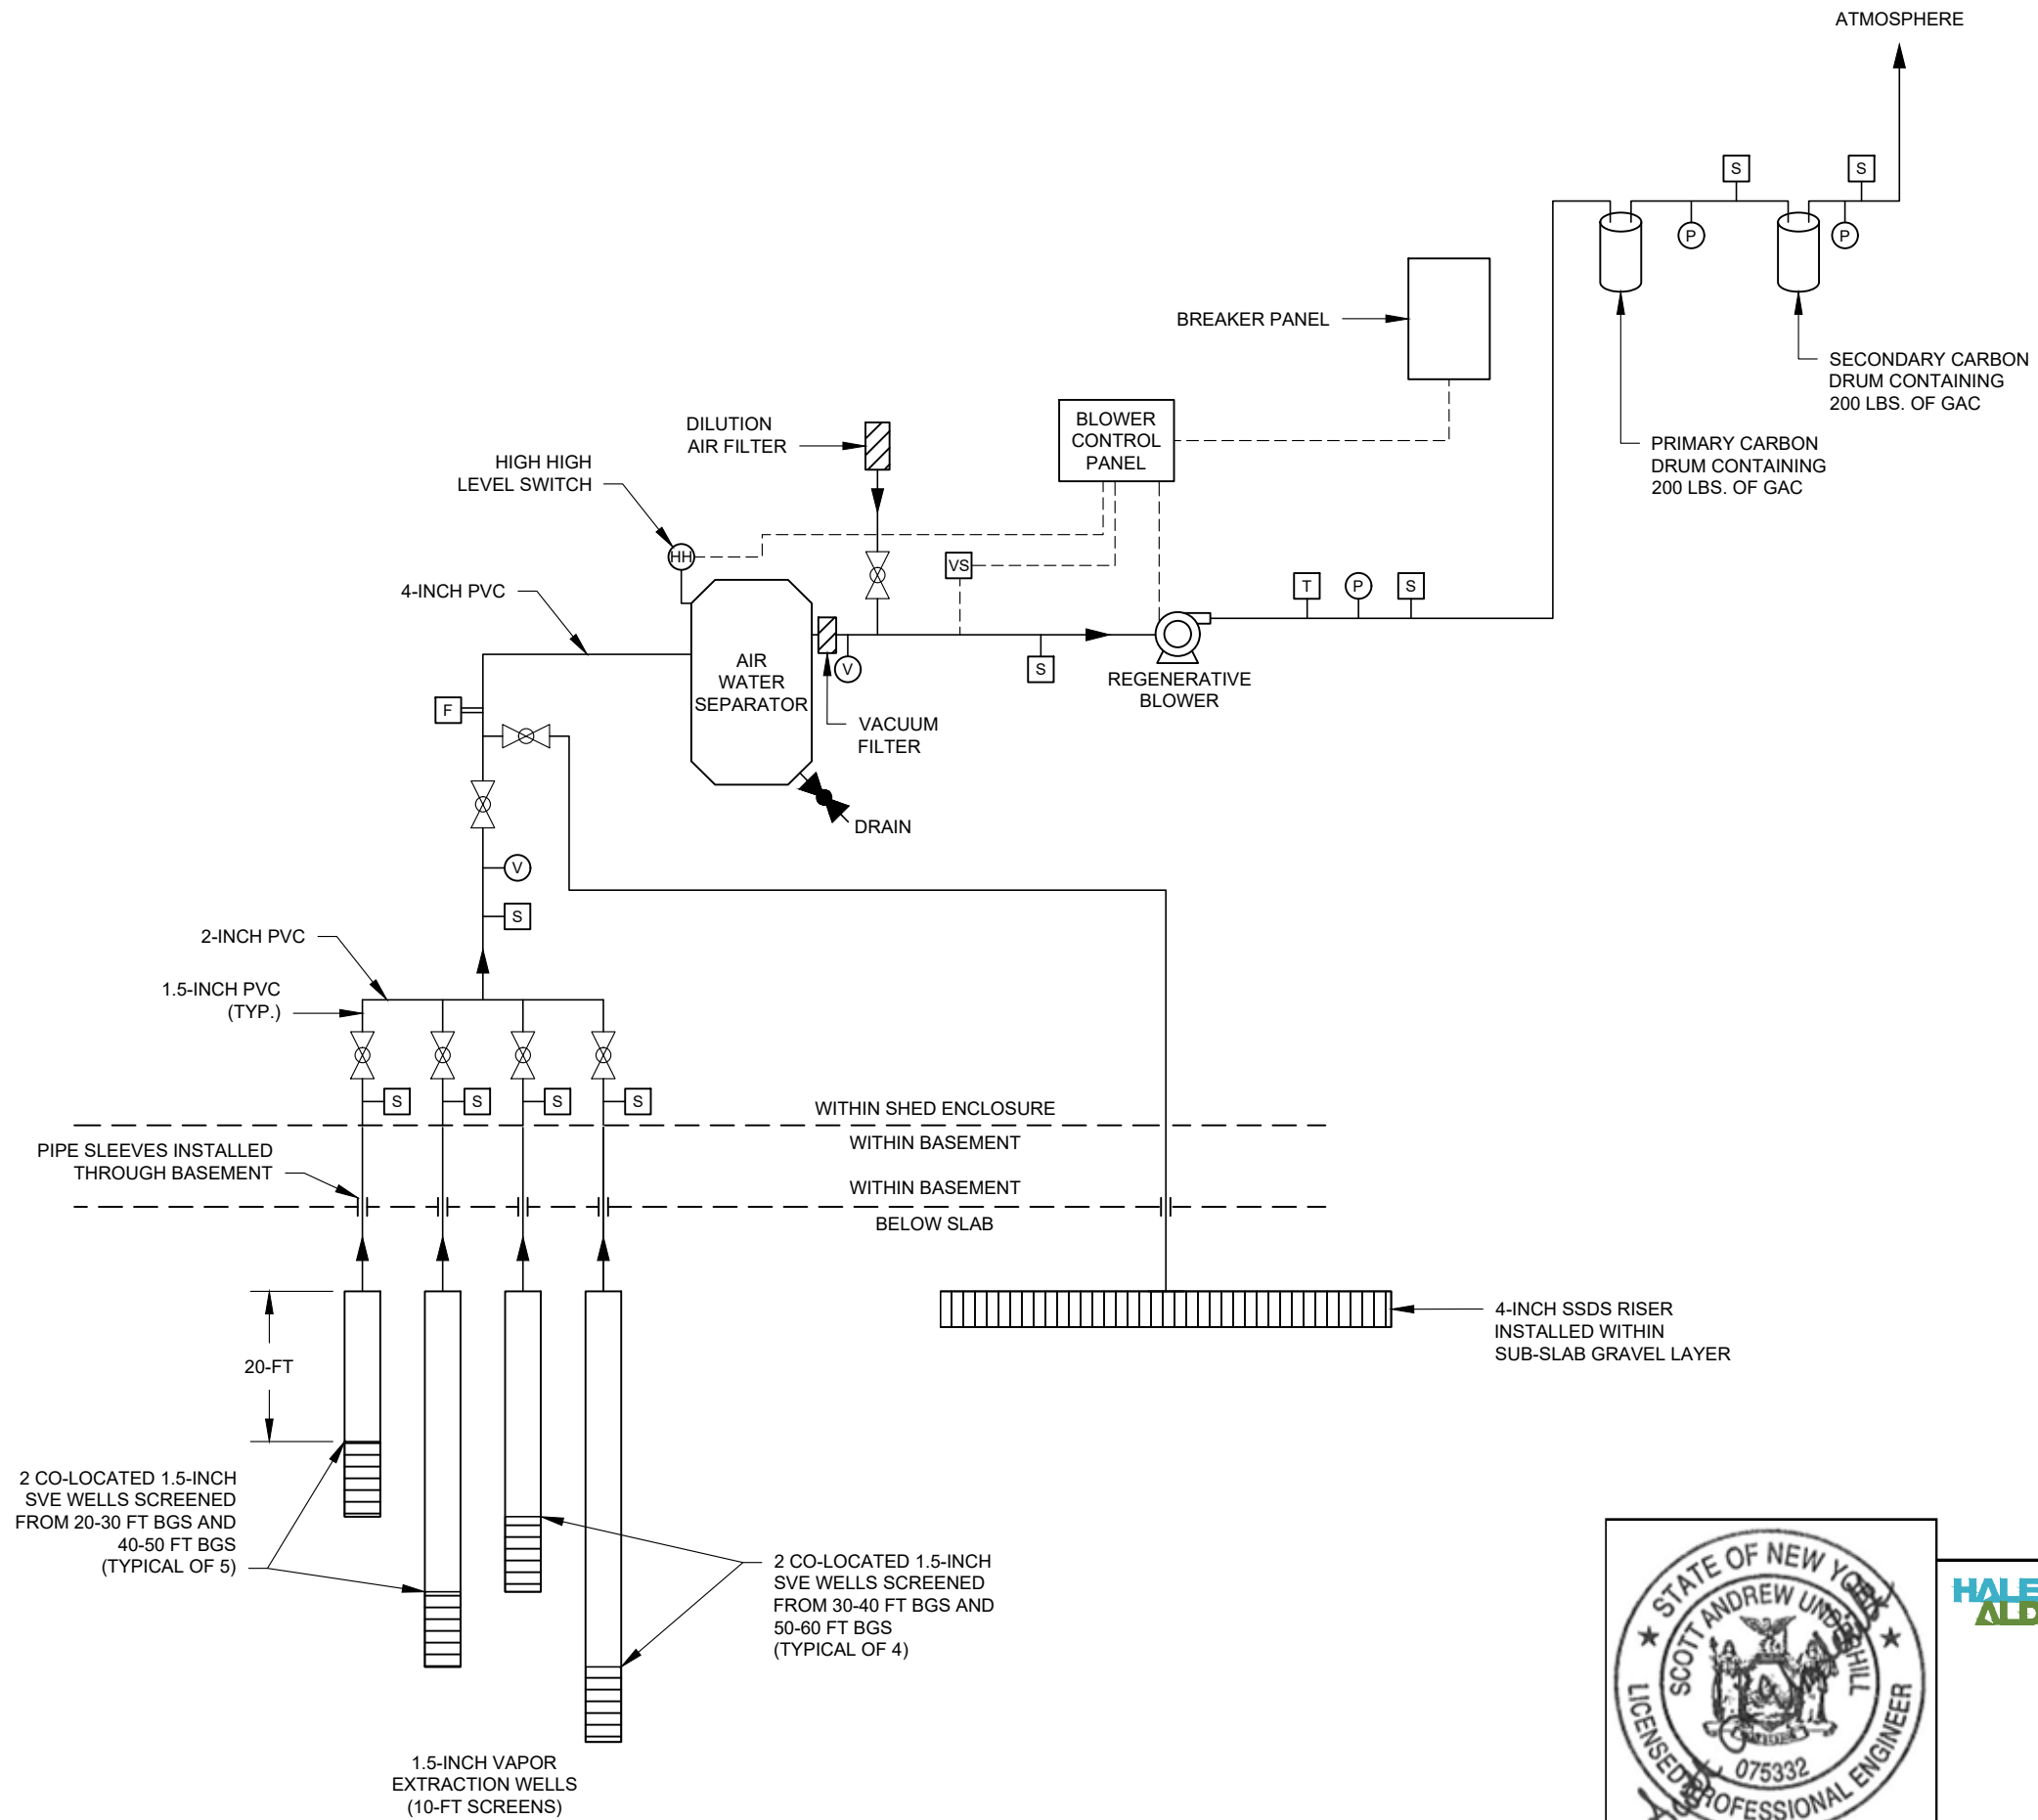 ATMOSPHERE
S
S
P
P
BREAKER PANEL
SECONDARY CARBON
DRUM CONTAINING
200 LBS. OF GAC
PRIMARY CARBON
DRUM CONTAINING
200 LBS. OF GAC
BLOWER
CONTROL
PANEL
DILUTION
AIR FILTER
HIGH HIGH
LEVEL SWITCH
HH
VS
4-INCH PVC
T
P
S
AIR
WATER
SEPARATOR
V
S
REGENERATIVE
BLOWER
F
VACUUM
FILTER
DRAIN
V
S
2-INCH PVC
1.5-INCH PVC
(TYP.)
S
S
S
S
WITHIN SHED ENCLOSURE
WITHIN BASEMENT
PIPE SLEEVES INSTALLED
THROUGH BASEMENT
WITHIN BASEMENT
BELOW SLAB
20-FT
4-INCH SSDS RISER
INSTALLED WITHIN
SUB-SLAB GRAVEL LAYER
2 CO-LOCATED 1.5-INCH
SVE WELLS SCREENED
FROM 20-30 FT BGS AND
40-50 FT BGS
(TYPICAL OF 5)
2 CO-LOCATED 1.5-INCH
SVE WELLS SCREENED
FROM 30-40 FT BGS AND
50-60 FT BGS
(TYPICAL OF 4)
1.5-INCH VAPOR
EXTRACTION WELLS
(10-FT SCREENS)
STATE OF NEW YORK
SCOTT ANDREW UNDERHILL
075332
LICENSED PROFESSIONAL ENGINEER
HALE
ALD